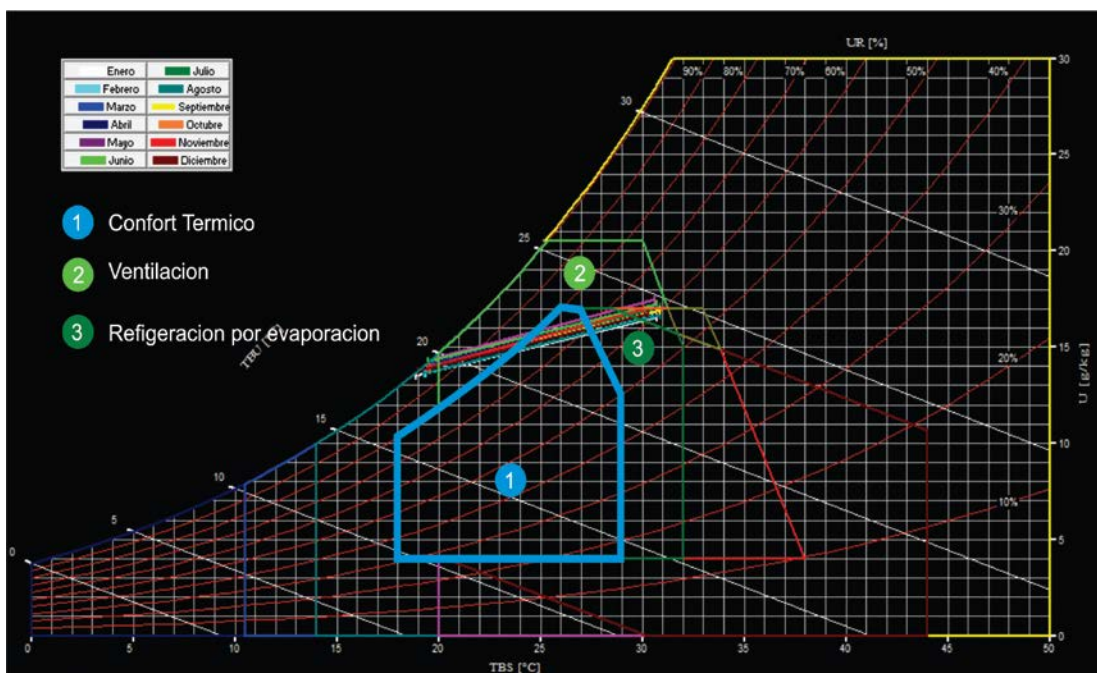 UR [%]
90% 80% 70% 60% 50% 40%
Enero Julio
Febrero Agosto
Marzo Septiembre
Abril Octubre
Mayo Noviembre
Junio Diciembre
1 Confort Termico
2 Ventilacion
3 Refigeracion por evaporacion
30
25
20
15
10
5
0
2
3
1
30%
20%
10%
30
25
20
15
10
5
0
U [g/kg]
0 5 10 15 20 25 30 35 40 45 50
TBS [°C]